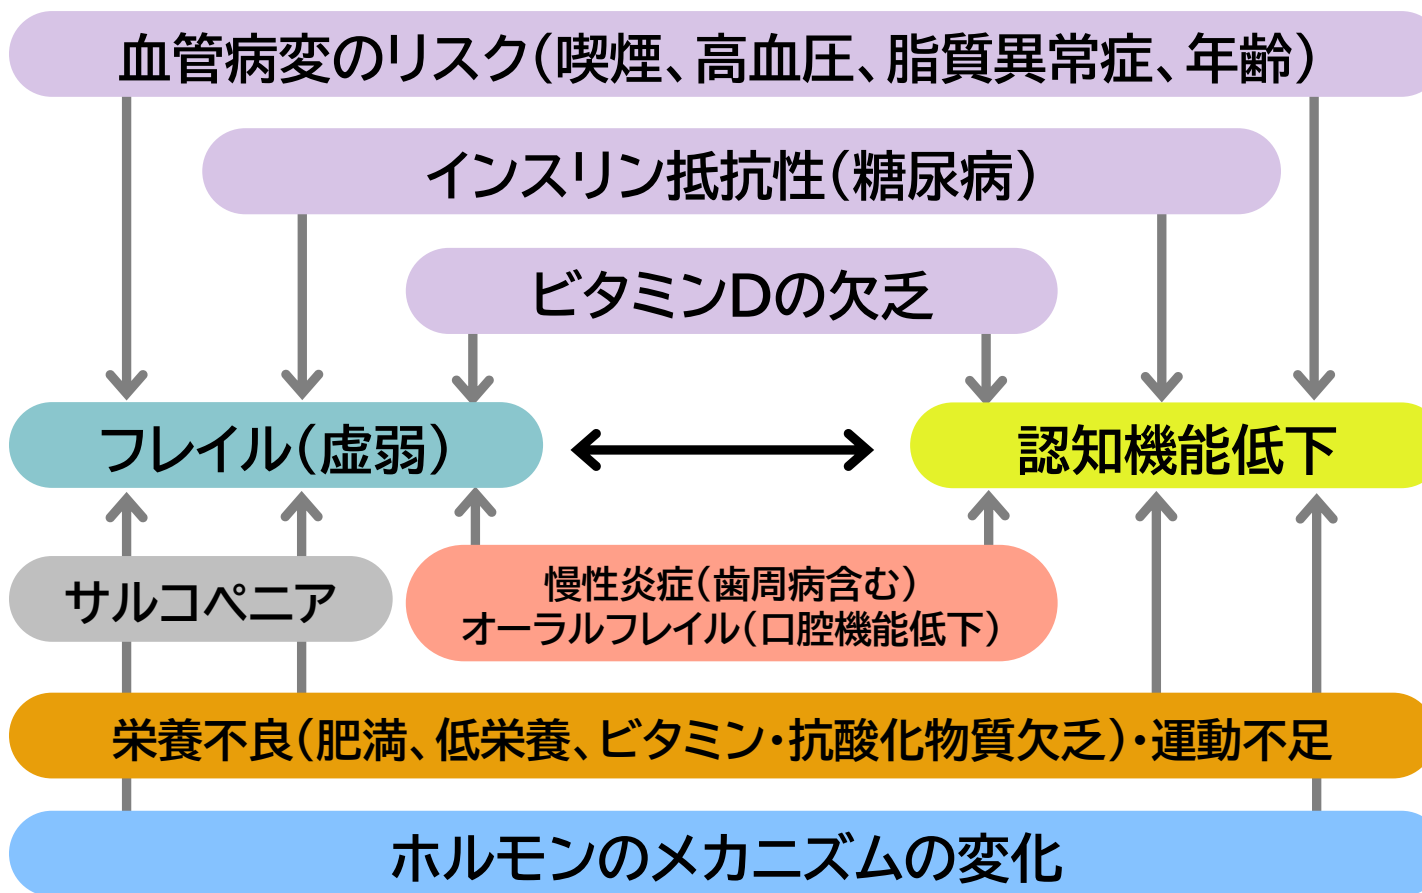 血管病変のリスク(喫煙、高血圧、脂質異常症、年齢)
インスリン抵抗性(糖尿病)
ビタミンDの欠乏
フレイル(虚弱)
認知機能低下
サルコペニア
慢性炎症(歯周病含む)
オーラルフレイル(口腔機能低下)
栄養不良(肥満、低栄養、ビタミン・抗酸化物質欠乏)・運動不足
ホルモンのメカニズムの変化